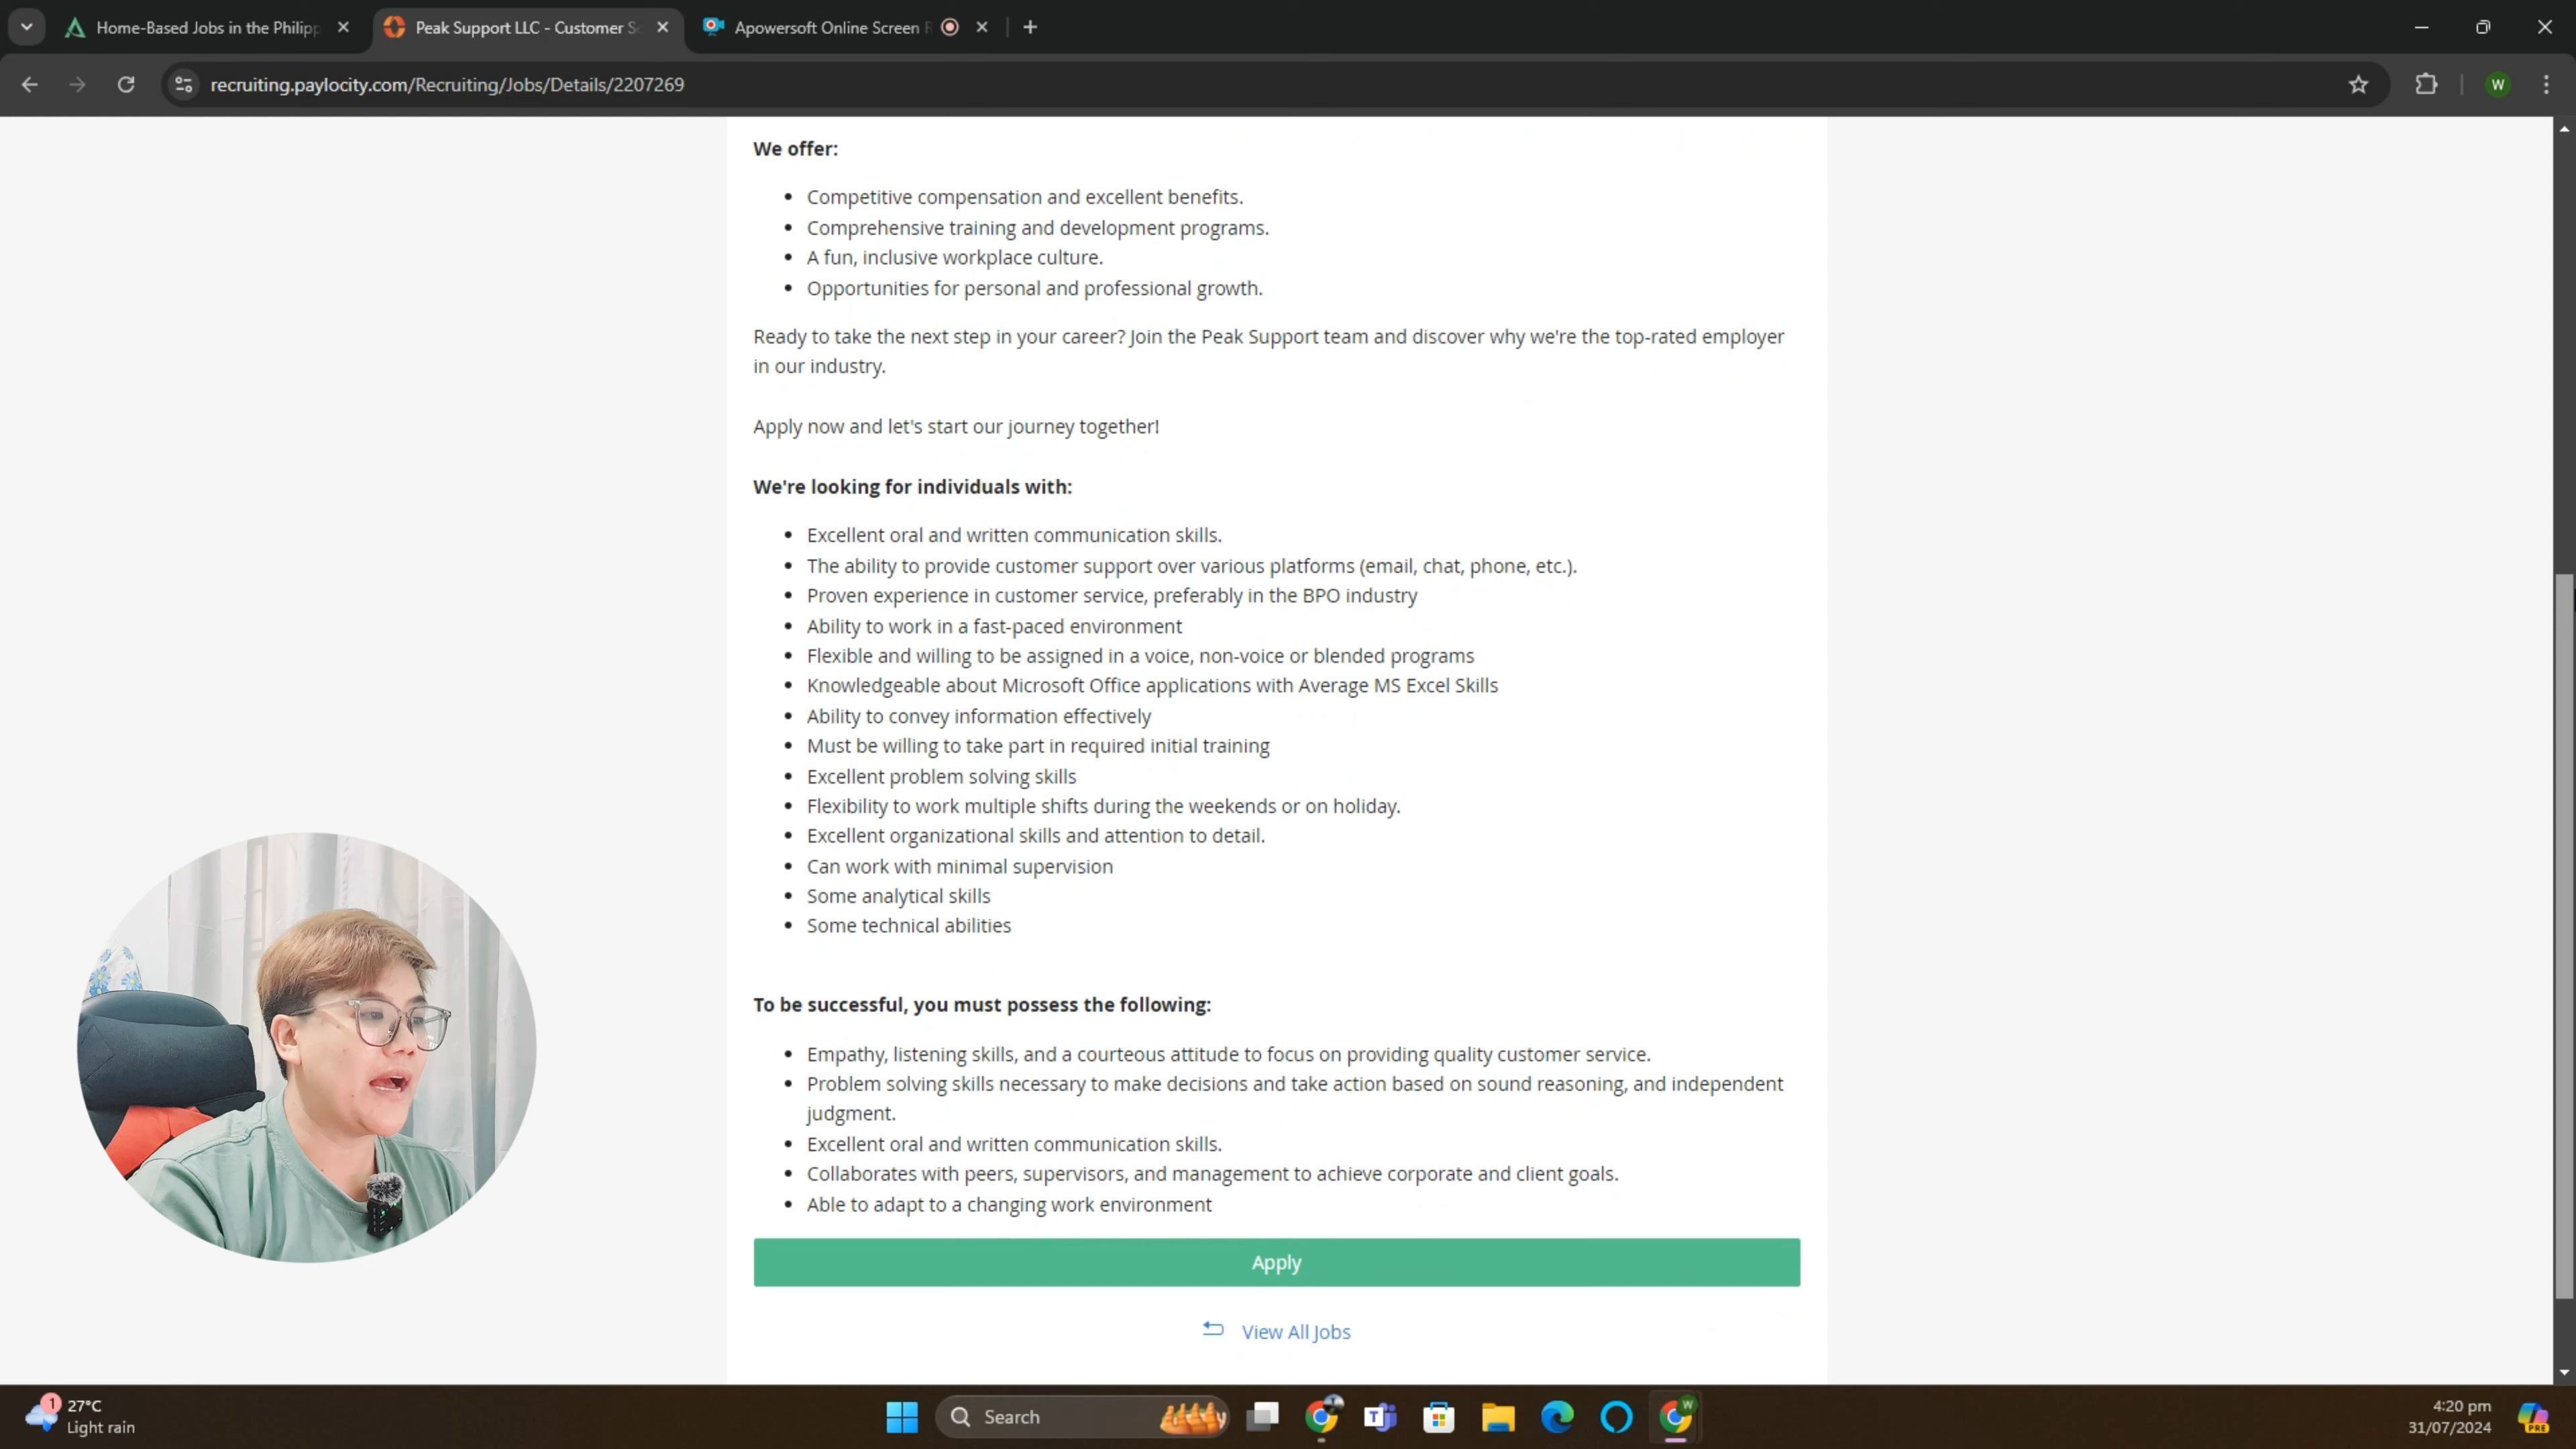 Home-Based Jobs in the Philipp
Peak Support LLC - Customer S
Apowersoft Online Screen R
recruiting.paylocity.com/Recruiting/Jobs/Details/2207269
W
We offer:
Competitive compensation and excellent benefits.
Comprehensive training and development programs.
A fun, inclusive workplace culture.
Opportunities for personal and professional growth.
Ready to take the next step in your career? Join the Peak Support team and discover why we're the top-rated employer
in our industry.
Apply now and let's start our journey together!
We're looking for individuals with:
Excellent oral and written communication skills.
The ability to provide customer support over various platforms (email, chat, phone, etc.).
Proven experience in customer service, preferably in the BPO industry
Ability to work in a fast-paced environment
Flexible and willing to be assigned in a voice, non-voice or blended programs
Knowledgeable about Microsoft Office applications with Average MS Excel Skills
Ability to convey information effectively
Must be willing to take part in required initial training
Excellent problem solving skills
Flexibility to work multiple shifts during the weekends or on holiday.
Excellent organizational skills and attention to detail.
Can work with minimal supervision
Some analytical skills
Some technical abilities
To be successful, you must possess the following:
Empathy, listening skills, and a courteous attitude to focus on providing quality customer service.
Problem solving skills necessary to make decisions and take action based on sound reasoning, and independent
judgment.
Excellent oral and written communication skills.
Collaborates with peers, supervisors, and management to achieve corporate and client goals.
Able to adapt to a changing work environment
Apply
View All Jobs
1
27°C
Light rain
Search
T
W
4:20 pm
31/07/2024
PRE